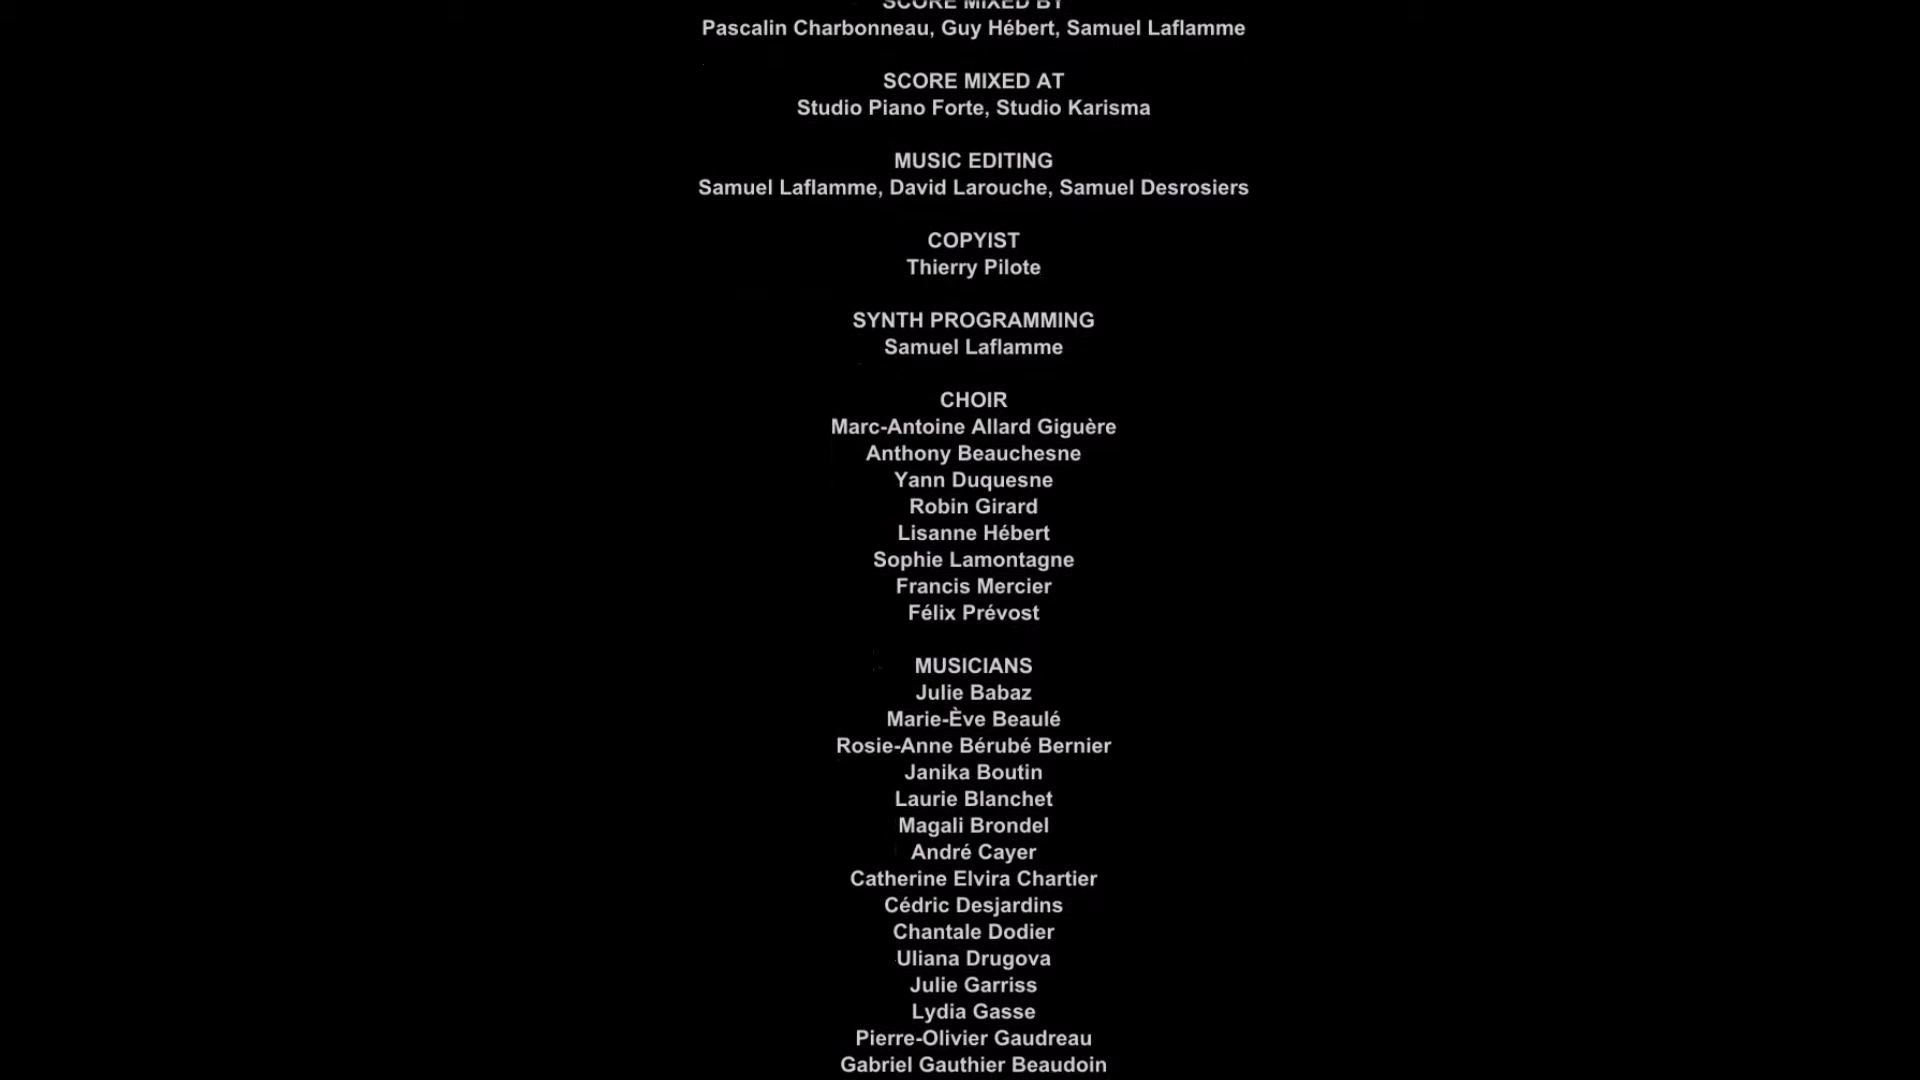 SCORE MIXED BY
Pascalin Charbonneau, Guy Hébert, Samuel Laflamme
SCORE MIXED AT
Studio Piano Forte, Studio Karisma
MUSIC EDITING
Samuel Laflamme, David Larouche, Samuel Desrosiers
COPYIST
Thierry Pilote
SYNTH PROGRAMMING
Samuel Laflamme
CHOIR
Marc-Antoine Allard Giguère
Anthony Beauchesne
Yann Duquesne
Robin Girard
Lisanne Hébert
Sophie Lamontagne
Francis Mercier
Félix Prévost
MUSICIANS
Julie Babaz
Marie-Ève Beaulé
Rosie-Anne Bérubé Bernier
Janika Boutin
Laurie Blanchet
Magali Brondel
André Cayer
Catherine Elvira Chartier
Cédric Desjardins
Chantale Dodier
Uliana Drugova
Julie Garriss
Lydia Gasse
Pierre-Olivier Gaudreau
Gabriel Gauthier Beaudoin